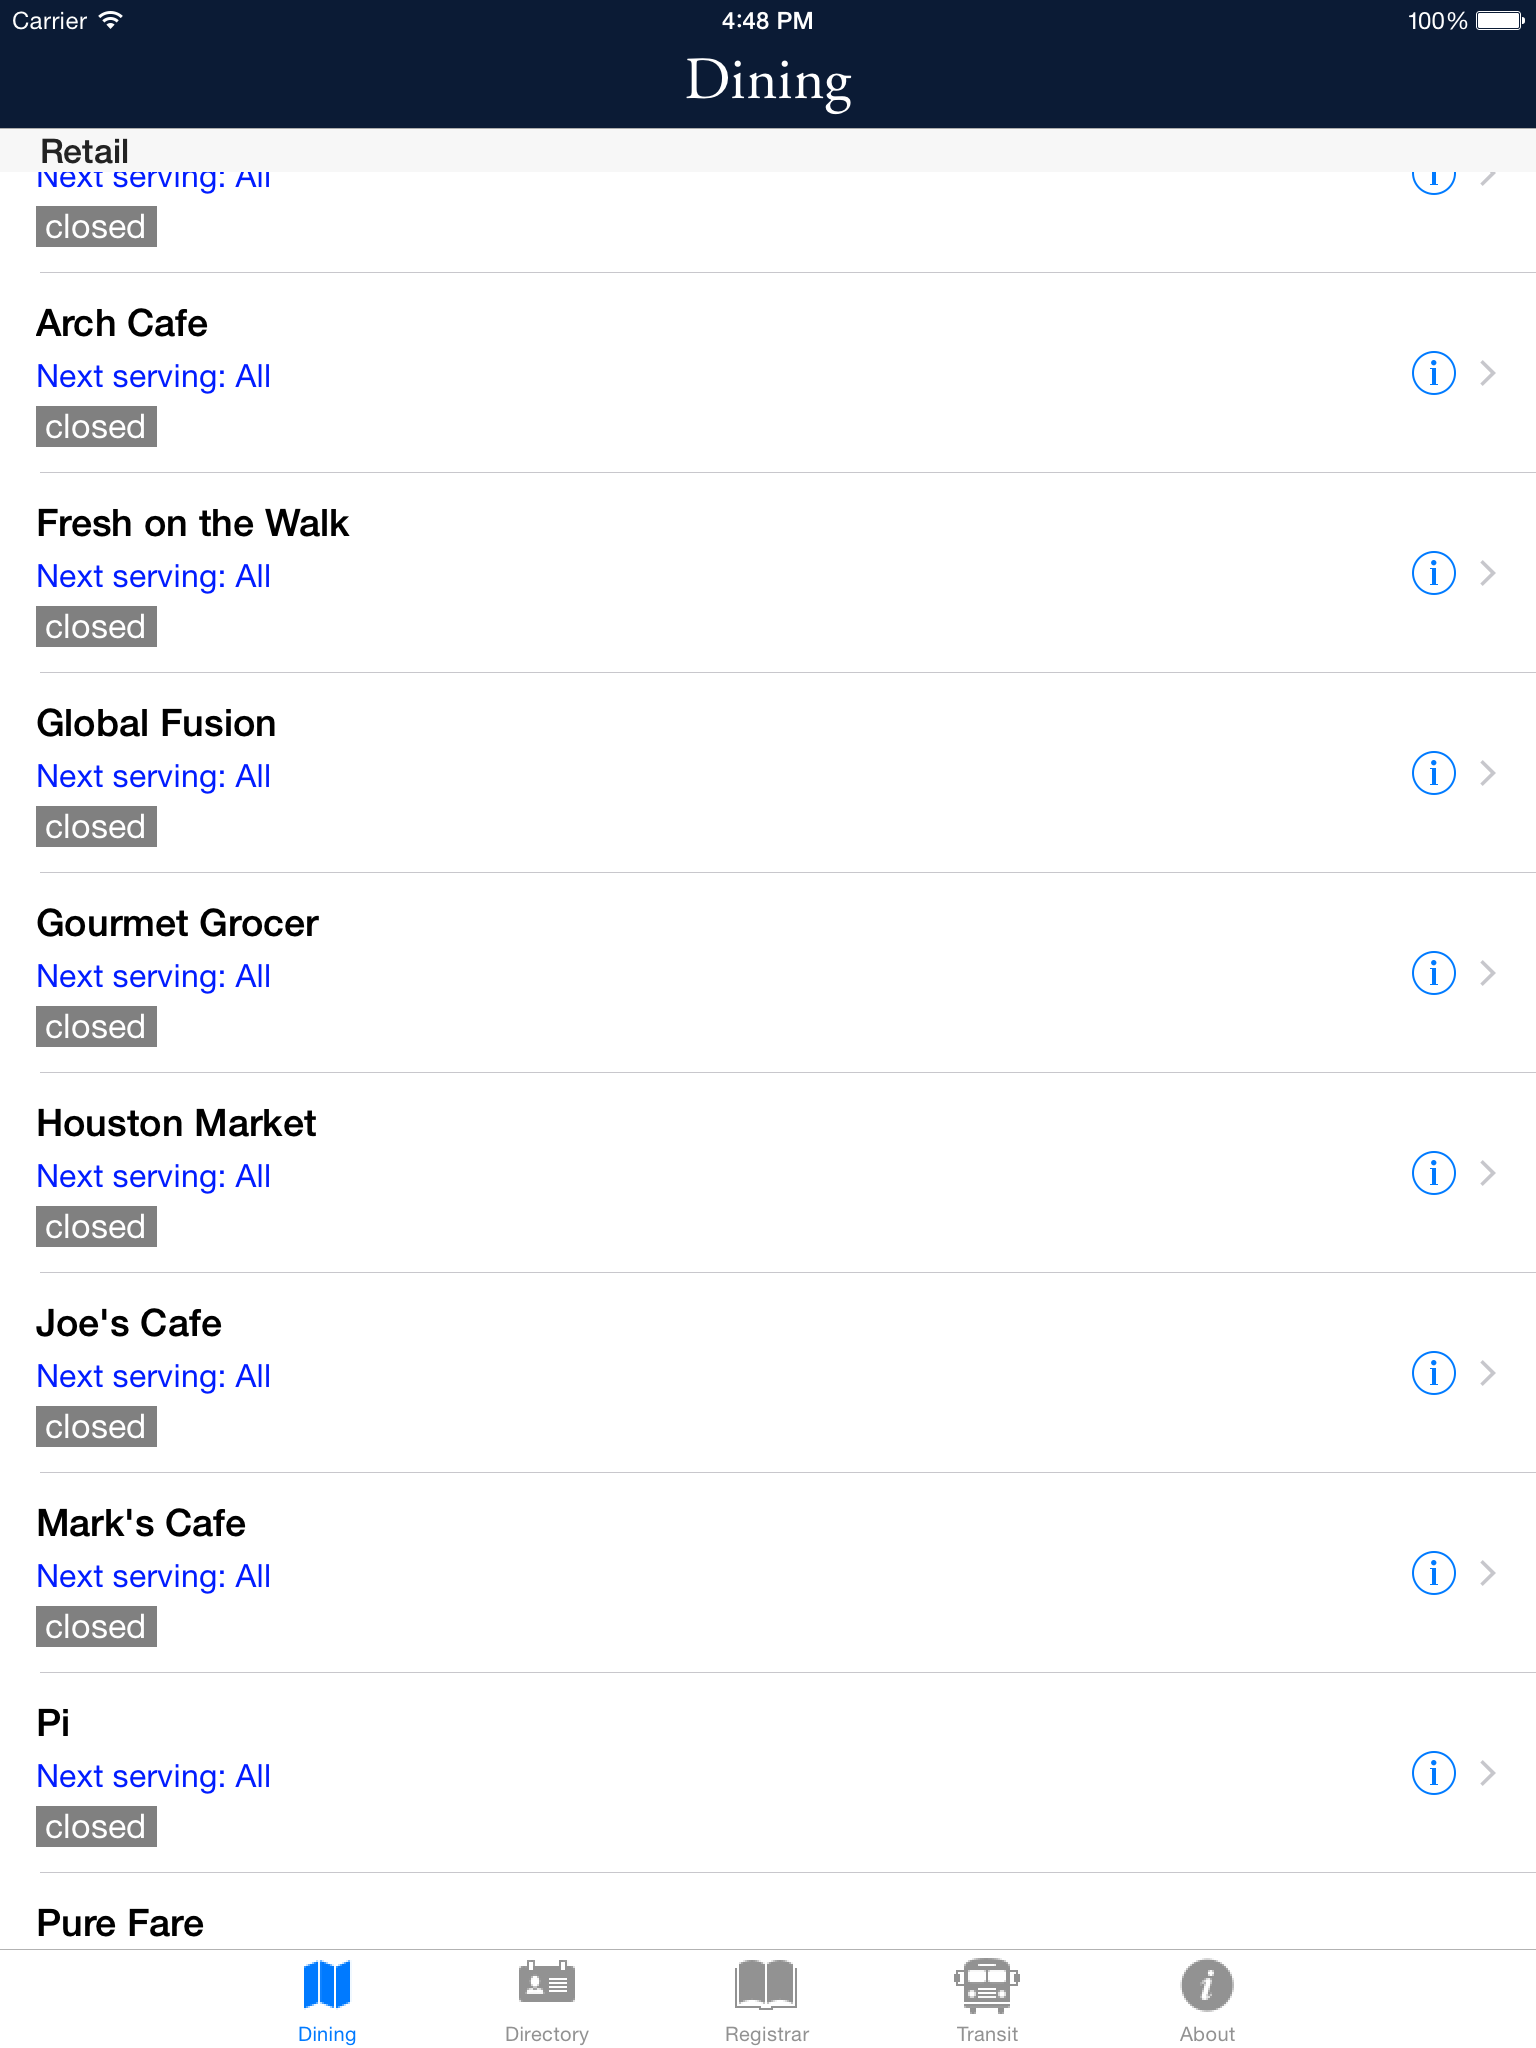 Carrier 4:48 PM 100%
Dining
Retail
Next serving: All
closed
Arch Cafe
Next serving: All
closed
Fresh on the Walk
Next serving: All
closed
Global Fusion
Next serving: All
closed
Gourmet Grocer
Next serving: All
closed
Houston Market
Next serving: All
closed
Joe's Cafe
Next serving: All
closed
Mark's Cafe
Next serving: All
closed
Pi
Next serving: All
closed
Pure Fare
Dining Directory Registrar Transit About